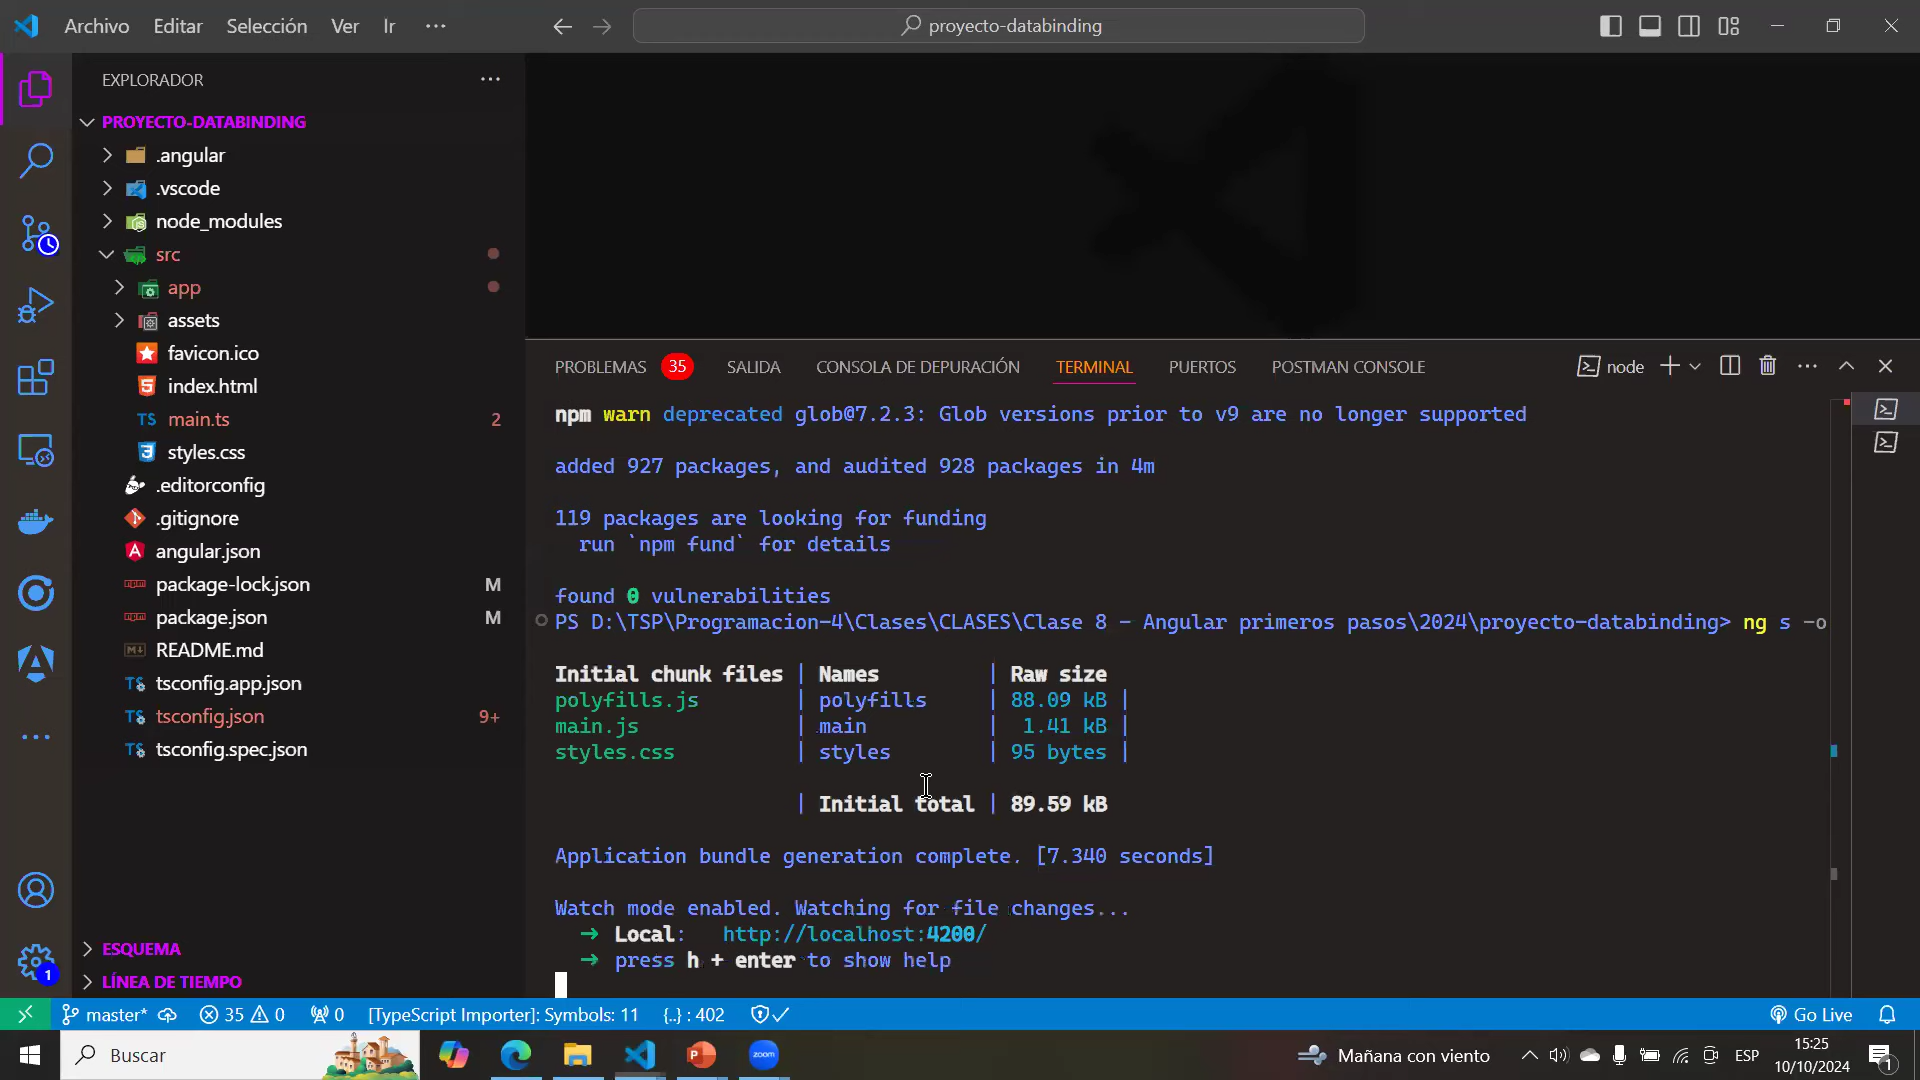 Archivo Editar Selección Ver Ir ··· proyecto-databinding
EXPLORADOR ···
PROYECTO-DATABINDING
.angular
.vscode
node_modules
src
app
assets
favicon.ico
index.html
TS main.ts 2
styles.css
.editorconfig
.gitignore
angular.json
package-lock.json M
package.json M
README.md
tsconfig.app.json
tsconfig.json 9+
tsconfig.spec.json
ESQUEMA
LÍNEA DE TIEMPO
PROBLEMAS 35 SALIDA CONSOLA DE DEPURACIÓN TERMINAL PUERTOS POSTMAN CONSOLE node
npm warn deprecated glob@7.2.3: Glob versions prior to v9 are no longer supported
added 927 packages, and audited 928 packages in 4m
119 packages are looking for funding
run `npm fund` for details
found 0 vulnerabilities
PS D:\TSP\Programacion-4\Clases\CLASES\Clase 8 - Angular primeros pasos\2024\proyecto-databinding> ng s -o
Initial chunk files | Names | Raw size
polyfills.js | polyfills | 88.09 kB |
main.js | main | 1.41 kB |
styles.css | styles | 95 bytes |
| Initial total | 89.59 kB
Application bundle generation complete. [7.340 seconds]
Watch mode enabled. Watching for file changes...
➜ Local: http://localhost:4200/
➜ press h + enter to show help
1
master* 35 0 0 [TypeScript Importer]: Symbols: 11 {..} : 402 Go Live
Buscar zoom Mañana con viento ESP 15:25
10/10/2024 1